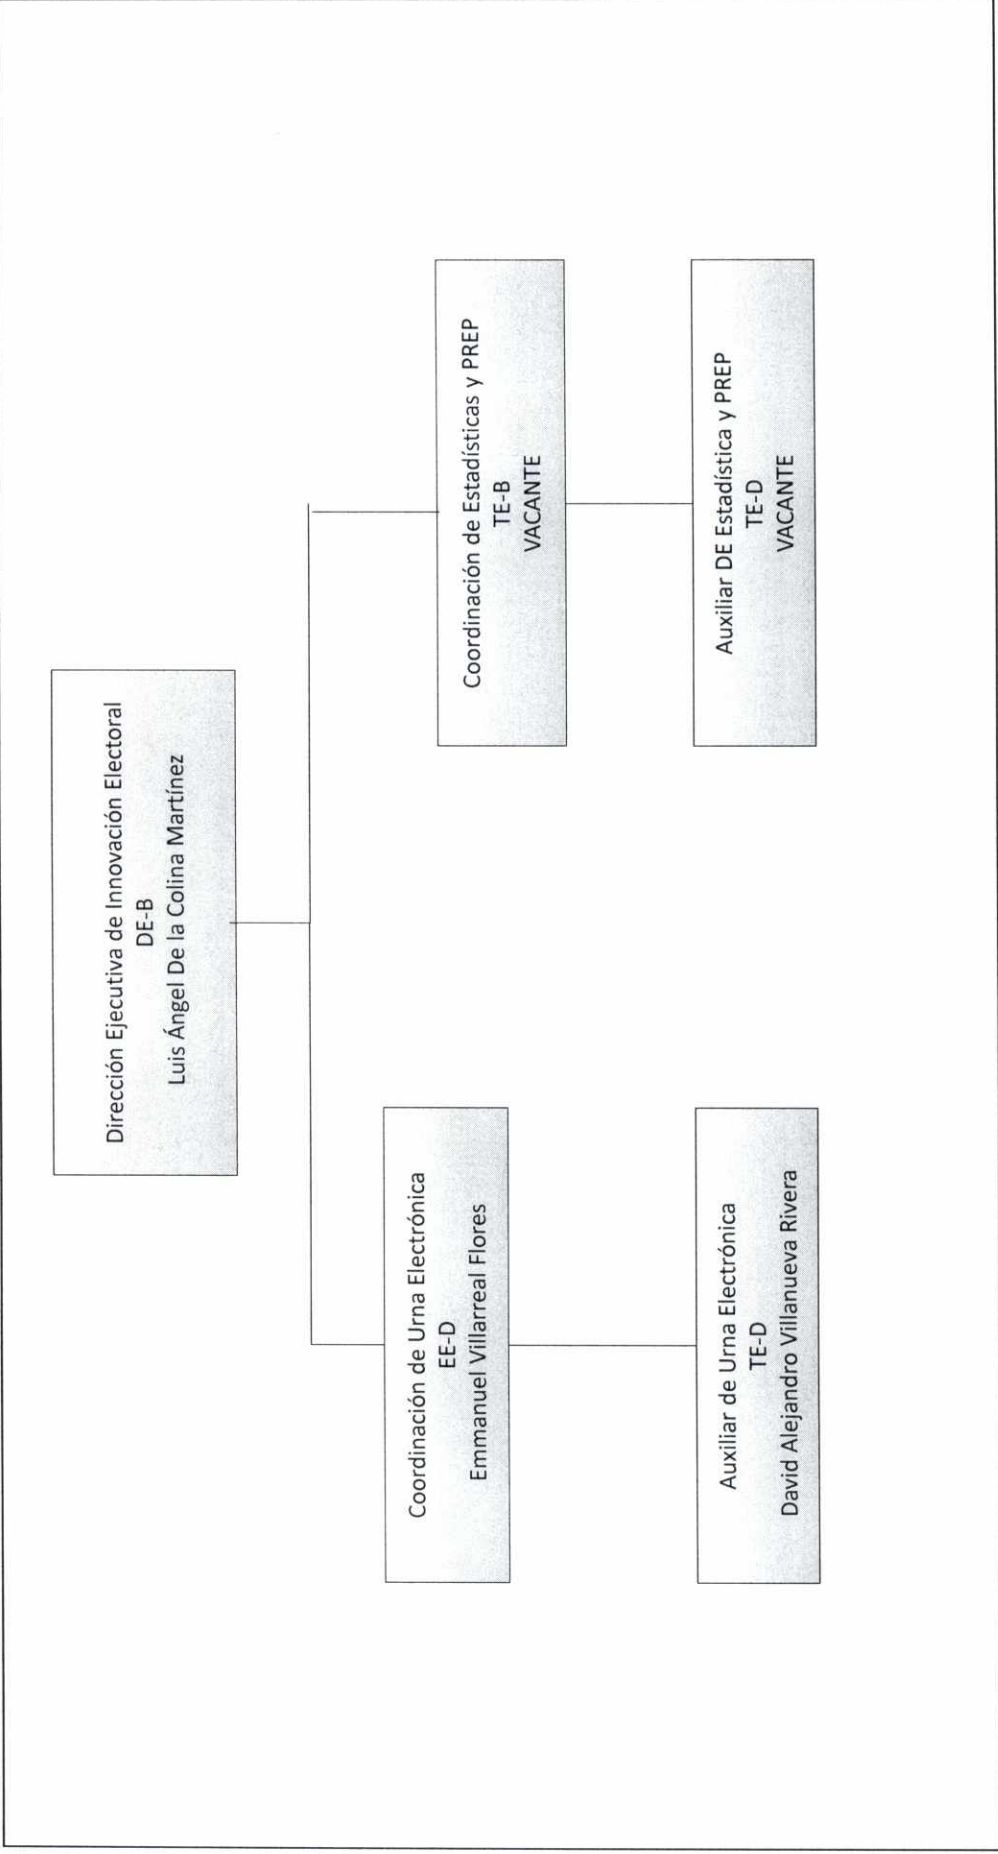 Dirección Ejecutiva de Innovación Electoral
DE-B
Luis Ángel De la Colina Martínez
Coordinación de Urna Electrónica
EE-D
Emmanuel Villarreal Flores
Coordinación de Estadísticas y PREP
TE-B
VACANTE
Auxiliar de Urna Electrónica
TE-D
David Alejandro Villanueva Rivera
Auxiliar DE Estadística y PREP
TE-D
VACANTE